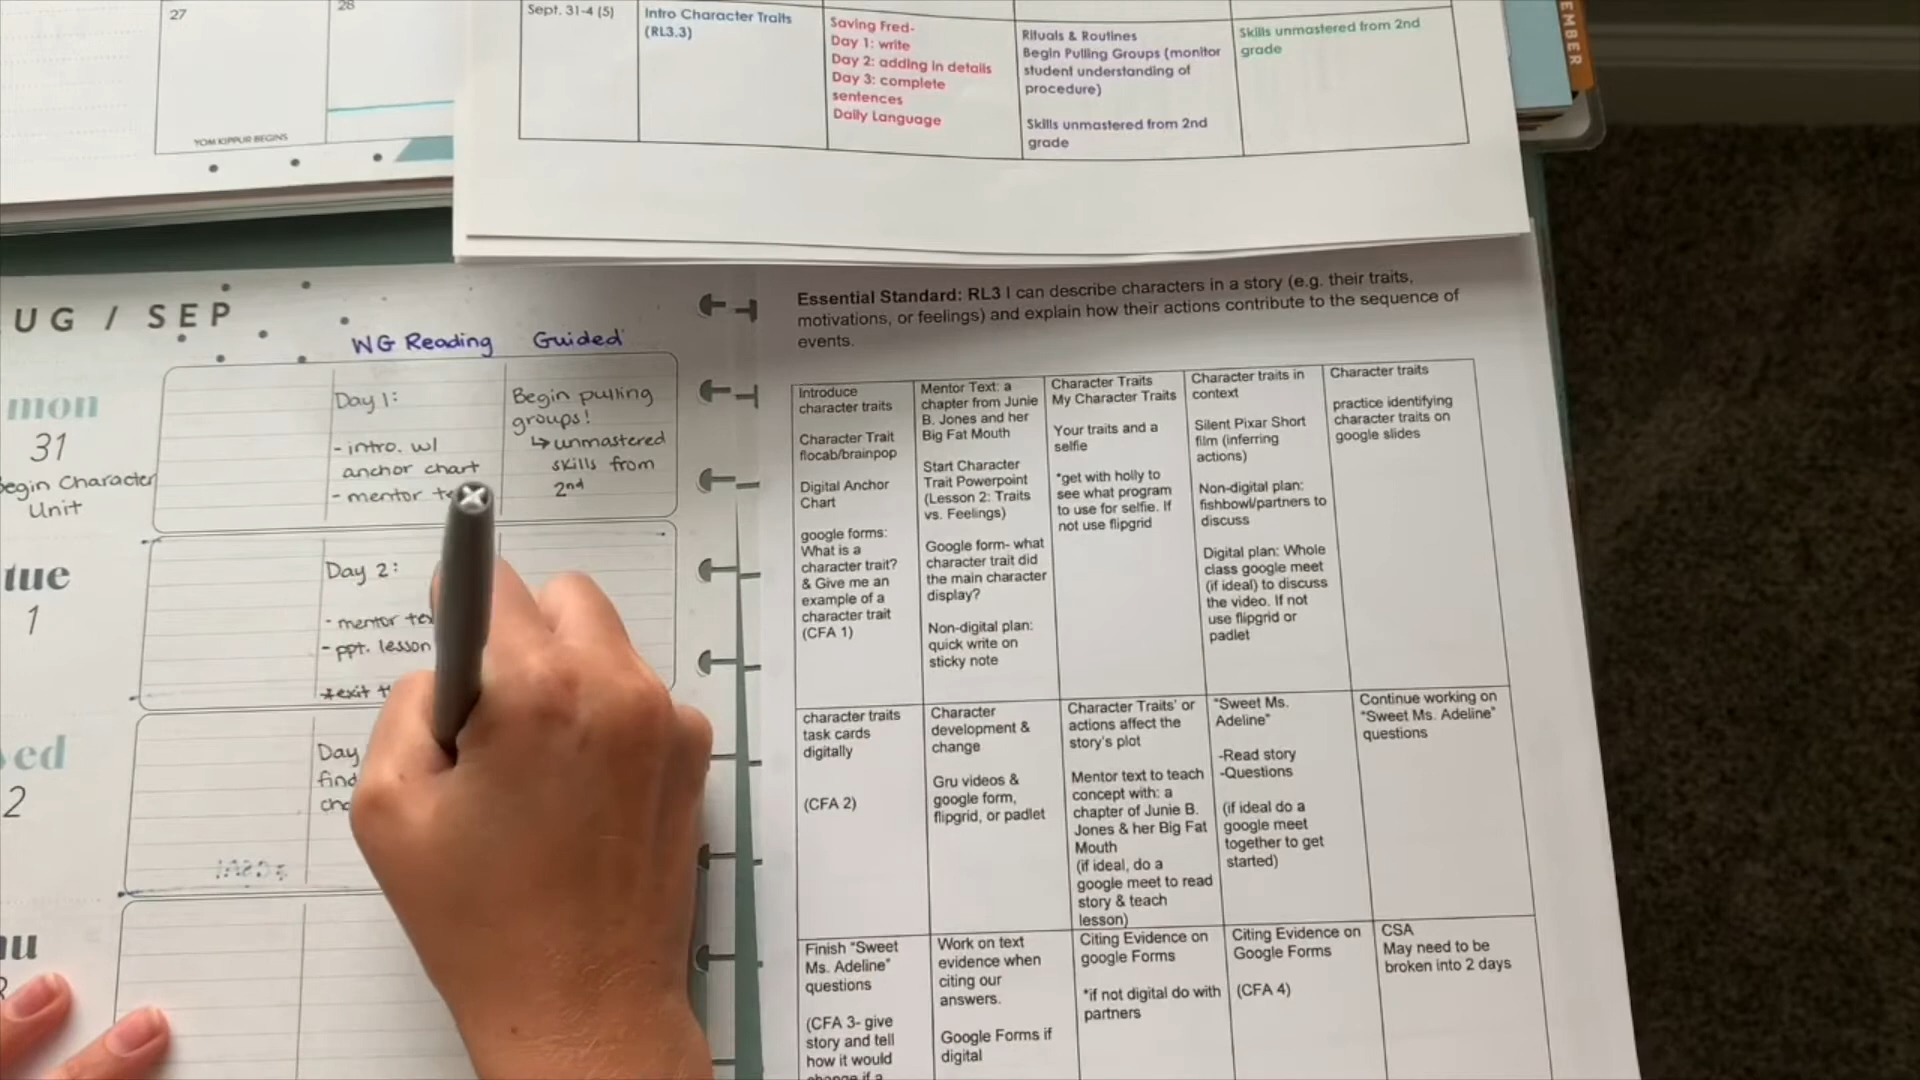 27
28
YOM KIPPUR BEGINS
Sept. 31-4 (5)
Intro Character Traits
(RL3.3)
Saving Fred-
Day 1: write
Day 2: adding in details
Day 3: complete
sentences
Daily Language
Rituals & Routines
Begin Pulling Groups (monitor
student understanding of
procedure)
Skills unmastered from 2nd
grade
Skills unmastered from 2nd
grade
EMBER
UG / SEP
WG Reading
Guided
mon
31
Begin Character
Unit
Day 1:
- intro. w/
anchor chart
- mentor
Begin pulling
groups!
↳ unmastered
skills from
2nd
tue
1
Day 2:
- mentor
- ppt. lesson
*exit
ed
2
Day
find
cha
u
Essential Standard: RL3 I can describe characters in a story (e.g. their traits,
motivations, or feelings) and explain how their actions contribute to the sequence of
events.
Introduce
character traits
Character Trait
flocab/brainpop
Digital Anchor
Chart
google forms:
What is a
character trait?
& Give me an
example of a
character trait
(CFA 1)
Mentor Text: a
chapter from Junie
B. Jones and her
Big Fat Mouth
Start Character
Trait Powerpoint
(Lesson 2: Traits
vs. Feelings)
Google form- what
character trait did
the main character
display?
Non-digital plan:
quick write on
sticky note
Character Traits
My Character Traits
Your traits and a
selfie
*get with holly to
see what program
to use for selfie. If
not use flipgrid
Character traits in
context
Silent Pixar Short
film (inferring
actions)
Non-digital plan:
fishbowl/partners to
discuss
Digital plan: Whole
class google meet
(if ideal) to discuss
the video. If not
use flipgrid or
padlet
Character traits
practice identifying
character traits on
google slides
character traits
task cards
digitally
(CFA 2)
Character
development &
change
Gru videos &
google form,
flipgrid, or padlet
Character Traits' or
actions affect the
story's plot
Mentor text to teach
concept with: a
chapter of Junie B.
Jones & her Big Fat
Mouth
(if ideal, do a
google meet to read
story & teach
lesson)
"Sweet Ms.
Adeline"
-Read story
-Questions
(if ideal do a
google meet
together to get
started)
Continue working on
"Sweet Ms. Adeline"
questions
Finish "Sweet
Ms. Adeline"
questions
(CFA 3- give
story and tell
how it would
change if a
Work on text
evidence when
citing our
answers.
Google Forms if
digital
Citing Evidence on
google Forms
*if not digital do with
partners
Citing Evidence on
Google Forms
(CFA 4)
CSA
May need to be
broken into 2 days